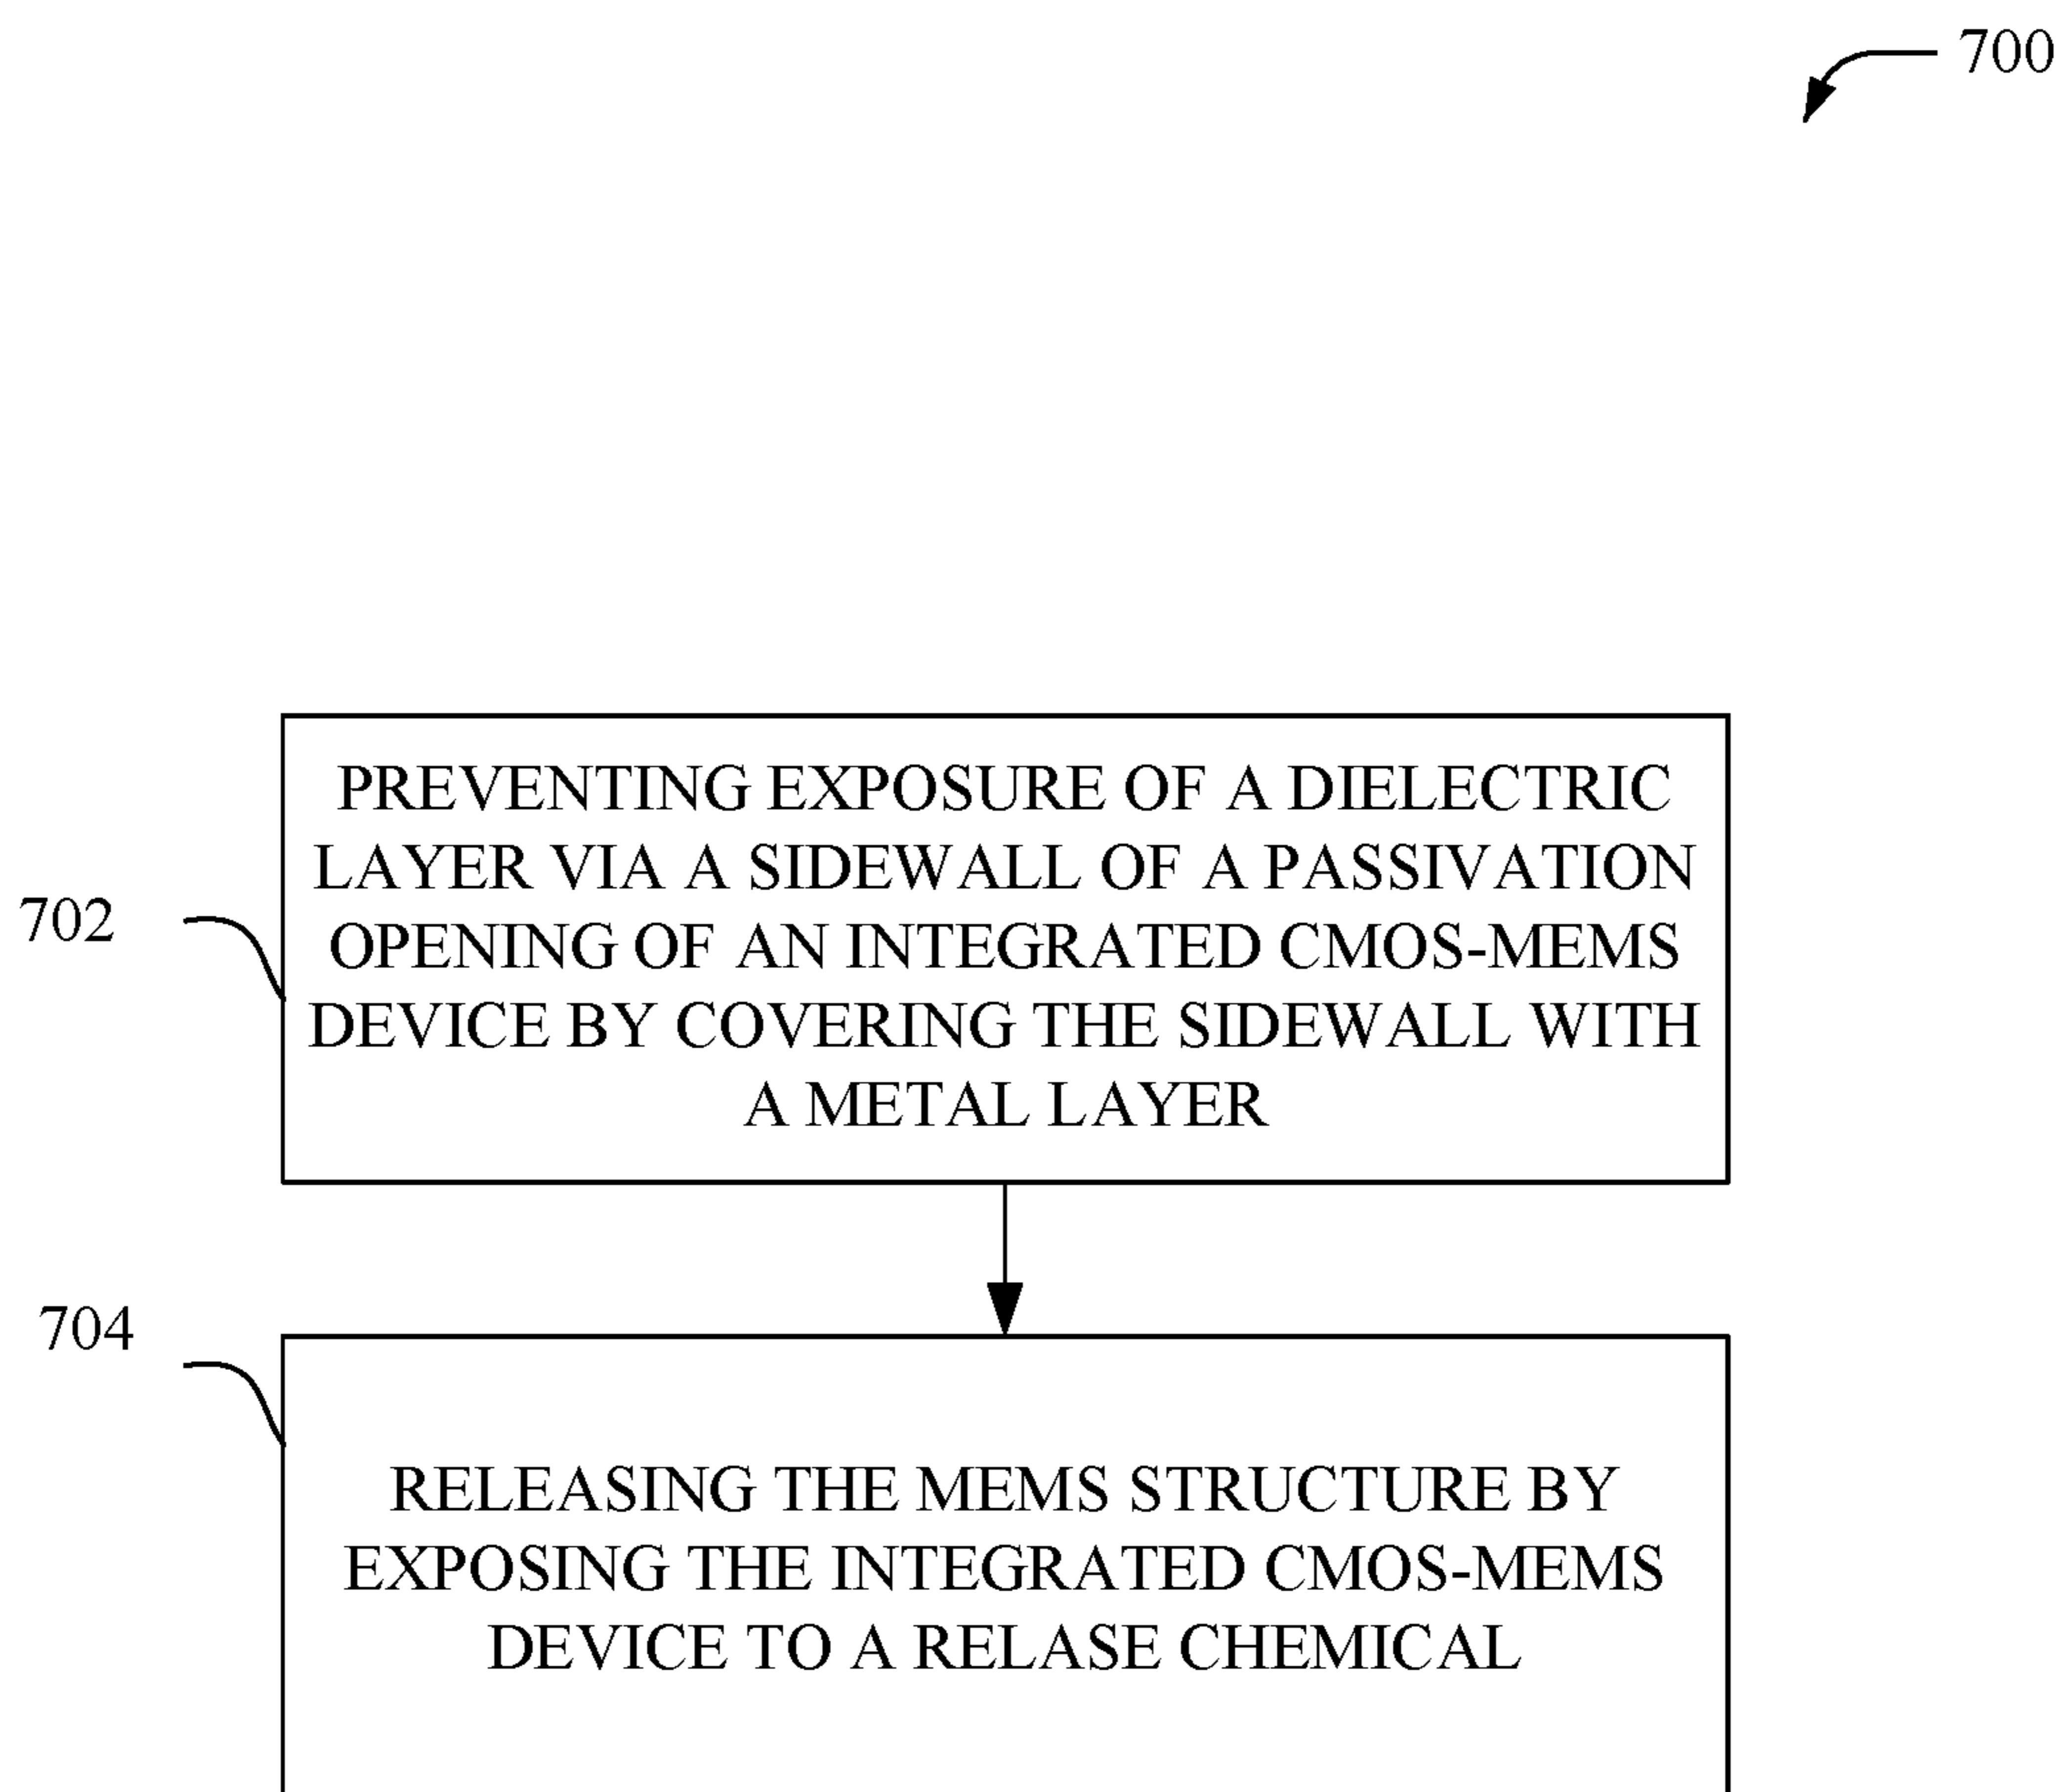 700
PREVENTING EXPOSURE OF A DIELECTRIC
LAYER VIA A SIDEWALL OF A PASSIVATION
OPENING OF AN INTEGRATED CMOS-MEMS
DEVICE BY COVERING THE SIDEWALL WITH
A METAL LAYER
702
704
RELEASING THE MEMS STRUCTURE BY
EXPOSING THE INTEGRATED CMOS-MEMS
DEVICE TO A RELASE CHEMICAL